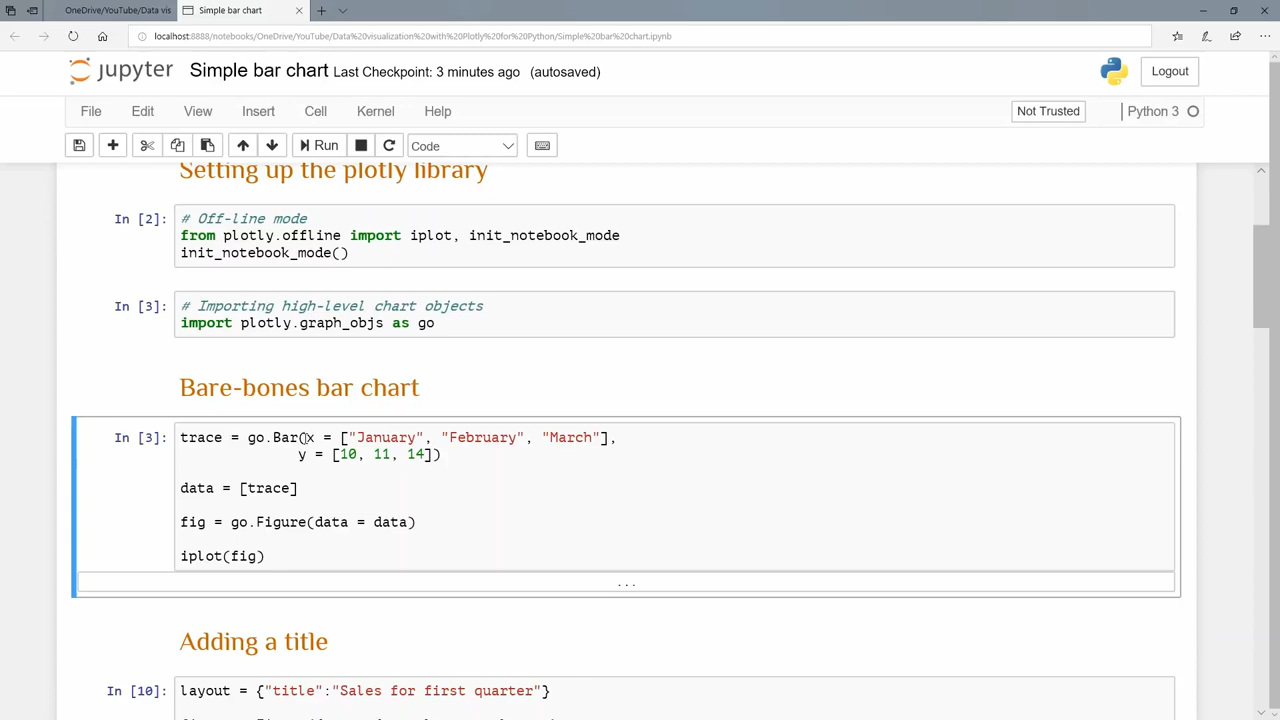 OneDrive/YouTube/Data vis
Simple bar chart
localhost:8888/notebooks/OneDrive/YouTube/Data%20visualization%20with%20Plotly%20for%20Python/Simple%20bar%20chart.ipynb
jupyter Simple bar chart Last Checkpoint: 3 minutes ago (autosaved)
Logout
File Edit View Insert Cell Kernel Help
Not Trusted
Python 3
Run
Code
Setting up the plotly library
In [2]: # Off-line mode
from plotly.offline import iplot, init_notebook_mode
init_notebook_mode()
In [3]: # Importing high-level chart objects
import plotly.graph_objs as go
Bare-bones bar chart
In [3]: trace = go.Bar(x = ["January", "February", "March"],
y = [10, 11, 14])
data = [trace]
fig = go.Figure(data = data)
iplot(fig)
...
Adding a title
In [10]: layout = {"title":"Sales for first quarter"}